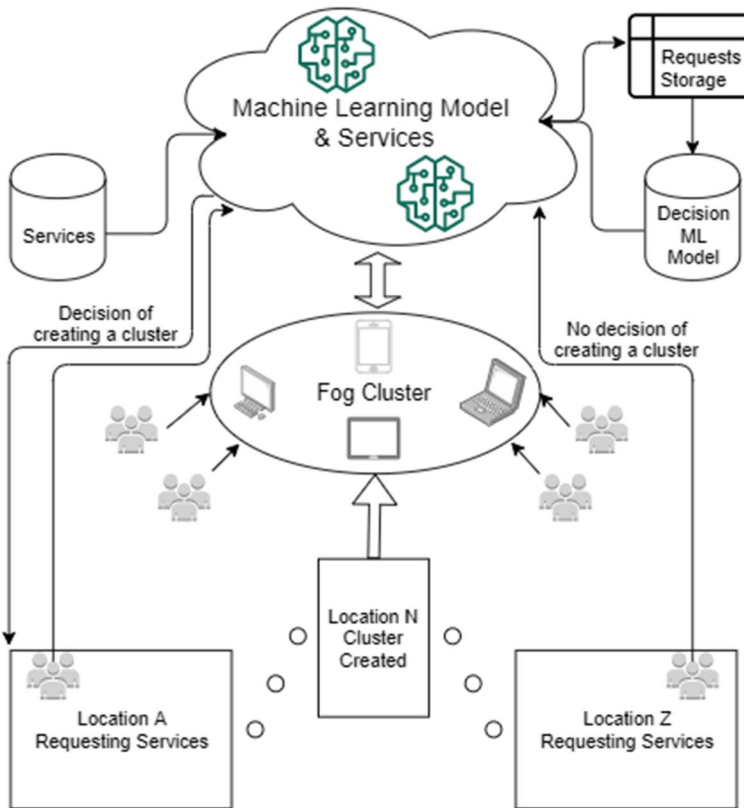 Machine Learning Model
& Services
Requests
Storage
Services
Decision
ML
Model
Decision of
creating a cluster
No decision of
creating a cluster
Fog Cluster
Location N
Cluster
Created
Location A
Requesting Services
Location Z
Requesting Services